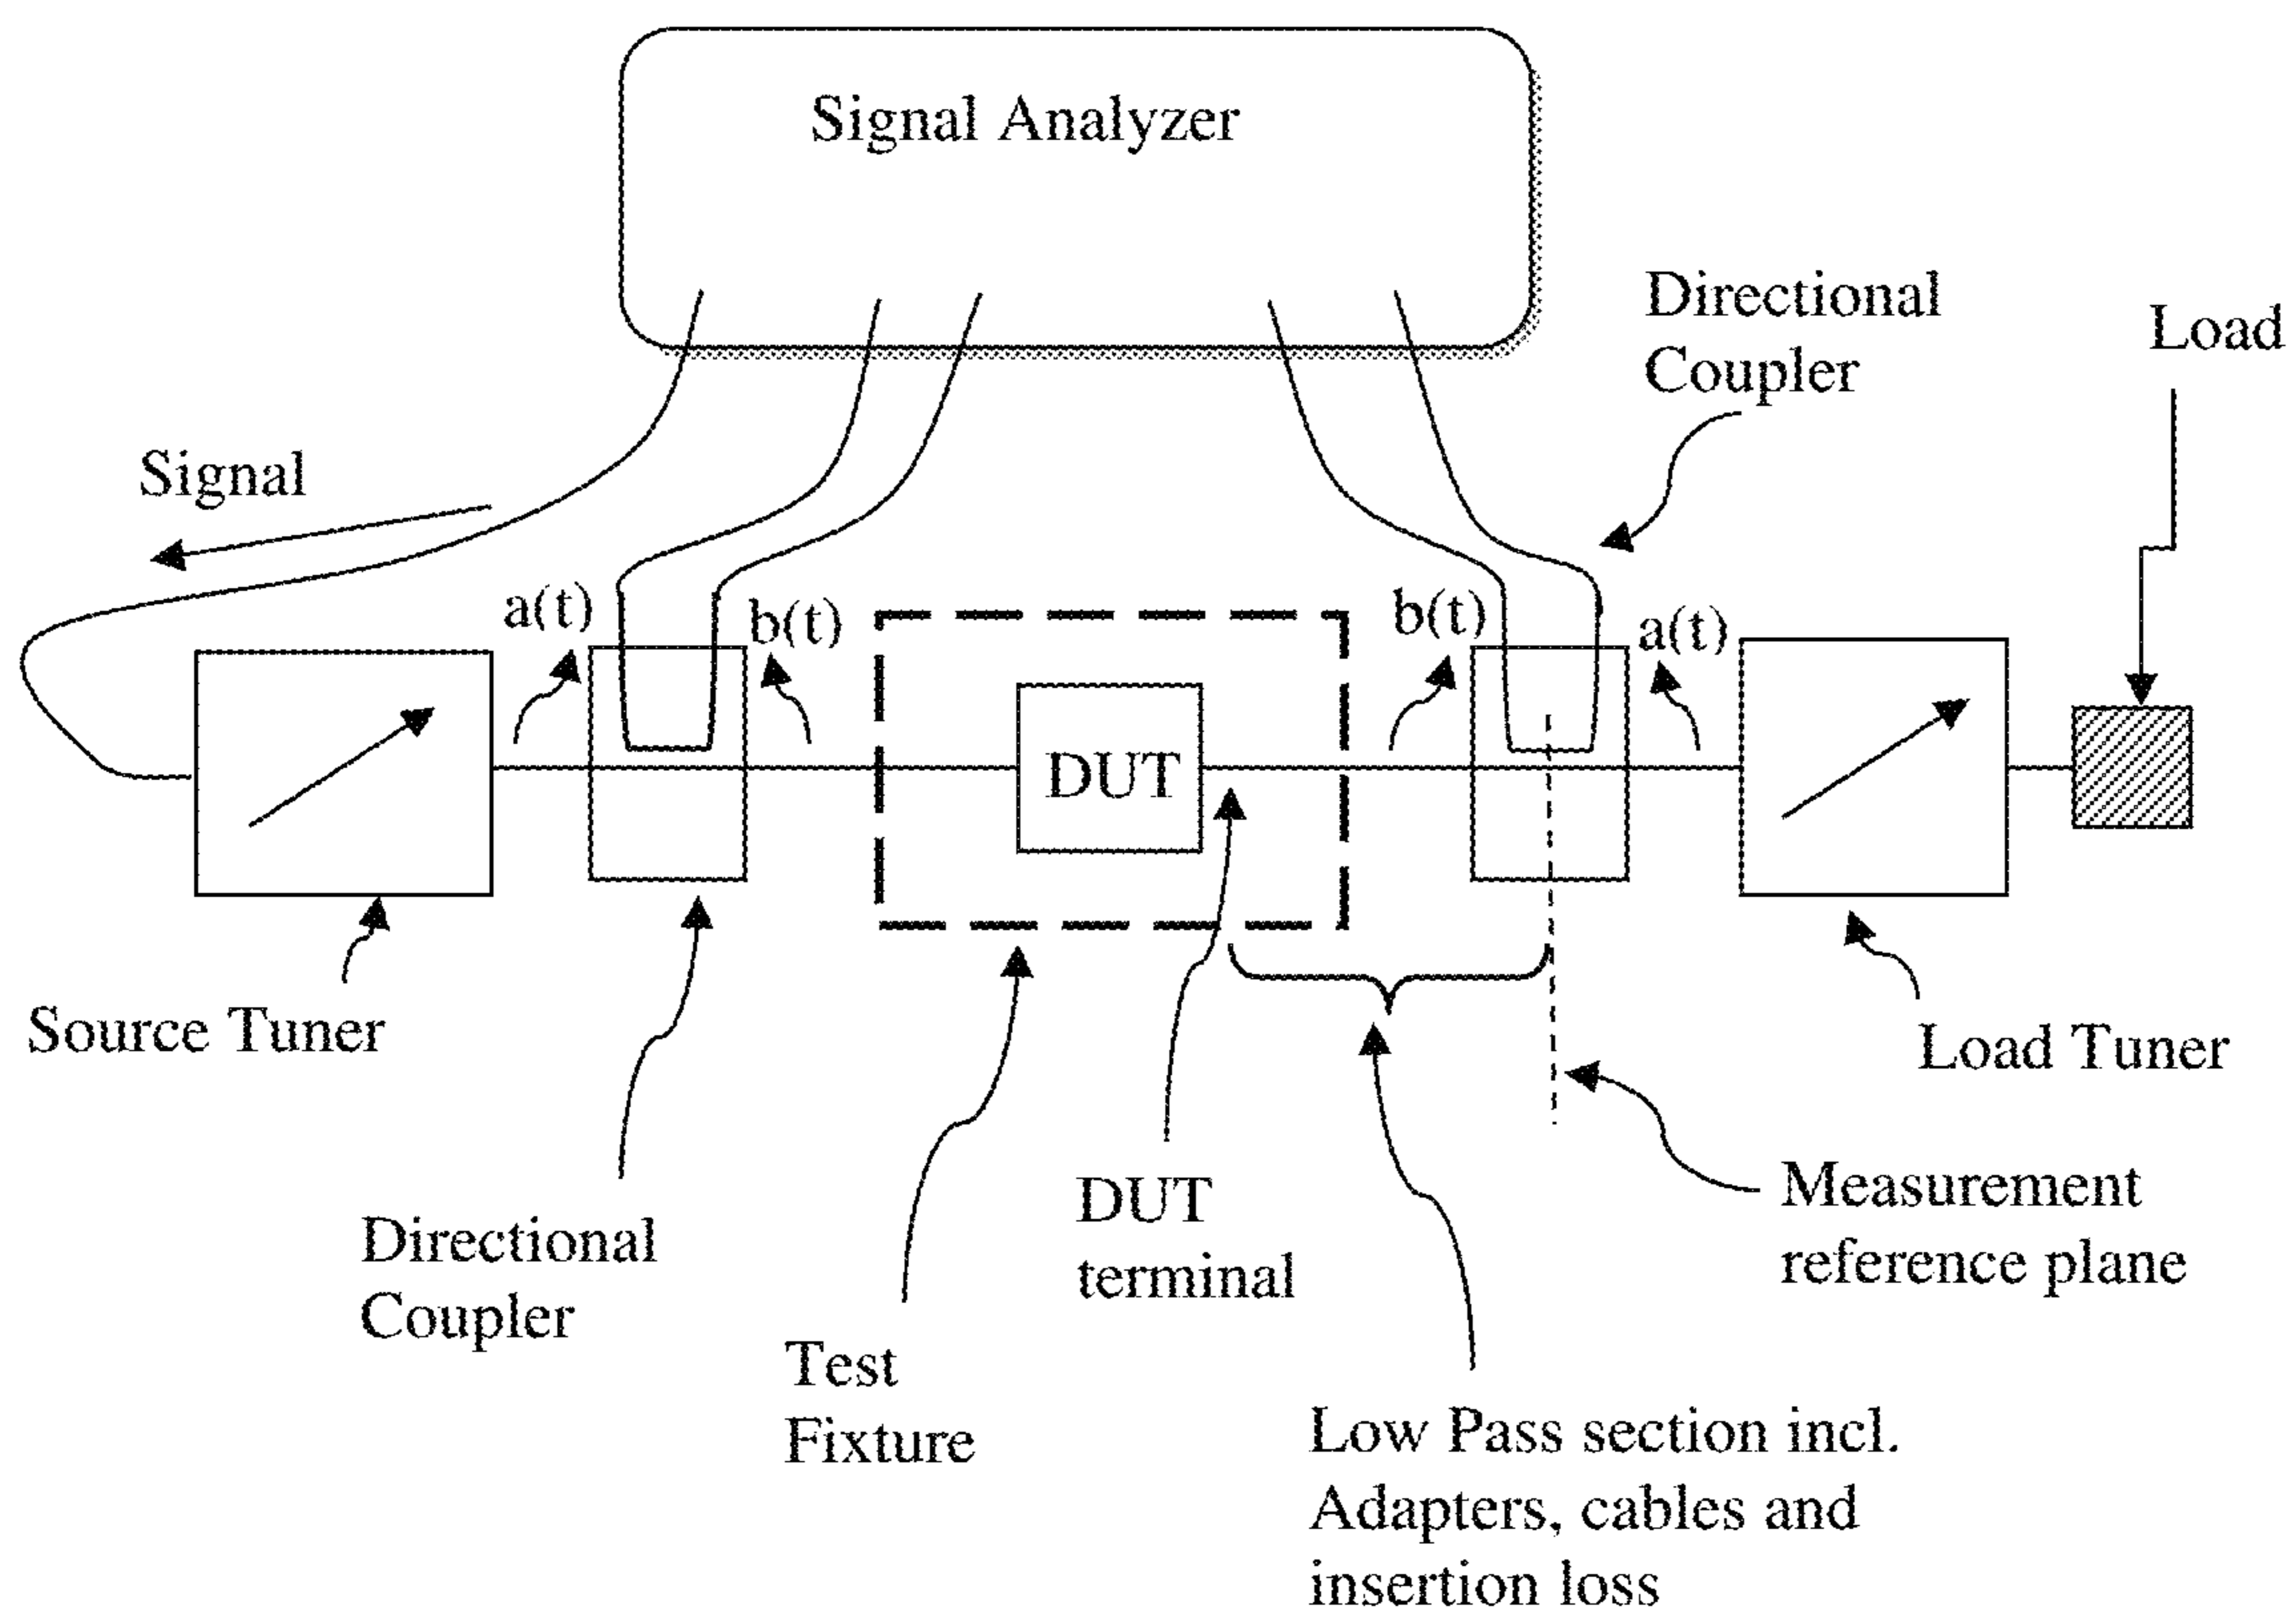 Signal Analyzer
Directional
Coupler
Load
Signal
a(t)
b(t)
b(t)
a(t)
DUT
Source Tuner
Load Tuner
Directional
Coupler
DUT
terminal
Measurement
reference plane
Test
Fixture
Low Pass section incl.
Adapters, cables and
insertion loss